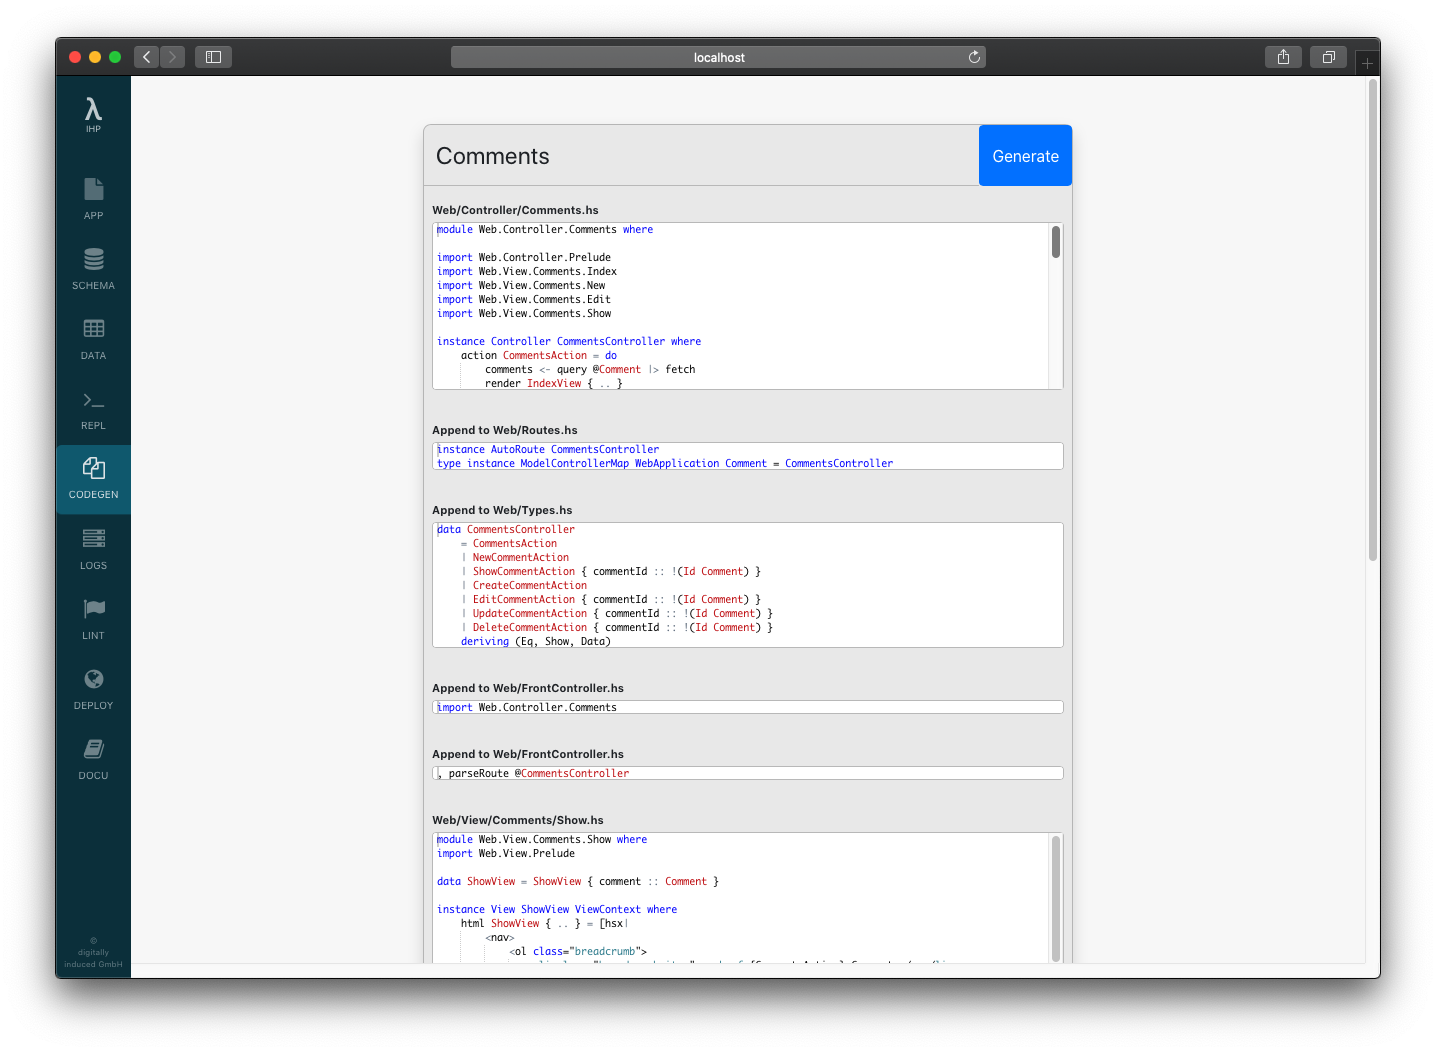 localhost
λ
IHP
APP
SCHEMA
DATA
REPL
CODEGEN
LOGS
LINT
DEPLOY
DOCU
©
digitally
induced GmbH
Comments
Generate
Web/Controller/Comments.hs
module Web.Controller.Comments where
import Web.Controller.Prelude
import Web.View.Comments.Index
import Web.View.Comments.New
import Web.View.Comments.Edit
import Web.View.Comments.Show
instance Controller CommentsController where
    action CommentsAction = do
        comments <- query @Comment |> fetch
        render IndexView { .. }
Append to Web/Routes.hs
instance AutoRoute CommentsController
type instance ModelControllerMap WebApplication Comment = CommentsController
Append to Web/Types.hs
data CommentsController
    = CommentsAction
    | NewCommentAction
    | ShowCommentAction { commentId :: !(Id Comment) }
    | CreateCommentAction
    | EditCommentAction { commentId :: !(Id Comment) }
    | UpdateCommentAction { commentId :: !(Id Comment) }
    | DeleteCommentAction { commentId :: !(Id Comment) }
    deriving (Eq, Show, Data)
Append to Web/FrontController.hs
import Web.Controller.Comments
Append to Web/FrontController.hs
, parseRoute @CommentsController
Web/View/Comments/Show.hs
module Web.View.Comments.Show where
import Web.View.Prelude
data ShowView = ShowView { comment :: Comment }
instance View ShowView ViewContext where
    html ShowView { .. } = [hsx|
        <nav>
            <ol class="breadcrumb">